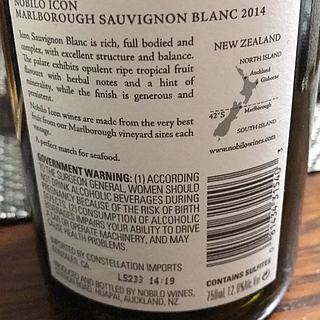 NOBILO ICON
MARLBOROUGH SAUVIGNON BLANC 2014
Icon Sauvignon Blanc is rich, full bodied and
complex, with excellent structure and balance.
The palate exhibits opulent ripe tropical fruit
flavours with herbal notes and a hint of
minerality, while the finish is generous and
persistent.
Nobilo Icon wines are made from the very best
fruit from our Marlborough vineyard sites each
vintage.
A perfect match for seafood.
NEW ZEALAND
NORTH ISLAND
Auckland
Gisborne
42°S
Marlborough
SOUTH ISLAND
www.nobilowines.com
GOVERNMENT WARNING: (1) ACCORDING
TO THE SURGEON GENERAL, WOMEN SHOULD
NOT DRINK ALCOHOLIC BEVERAGES DURING
PREGNANCY BECAUSE OF THE RISK OF BIRTH
DEFECTS. (2) CONSUMPTION OF ALCOHOLIC
BEVERAGES IMPAIRS YOUR ABILITY TO DRIVE
A CAR OR OPERATE MACHINERY, AND MAY
CAUSE HEALTH PROBLEMS.
IMPORTED BY CONSTELLATION IMPORTS
CA.
L5233 14:19
PRODUCED AND BOTTLED BY NOBILO WINES,
ROAD, HUAPAI, AUCKLAND, NZ.
CONTAINS SULFITES
750ml